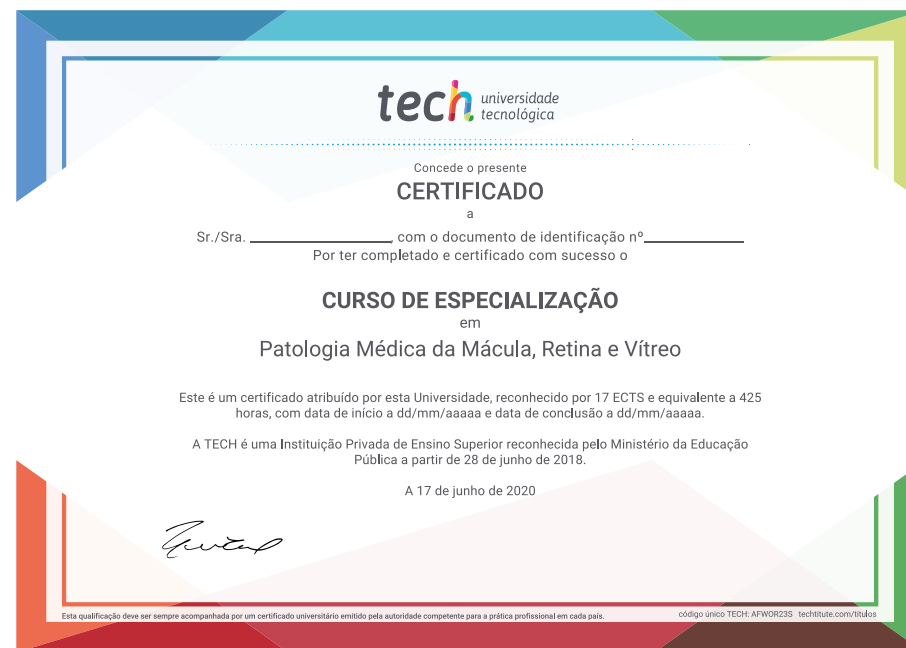 tech universidade
tecnológica
Concede o presente
CERTIFICADO
a
Sr./Sra. ________________, com o documento de identificação nº____________
Por ter completado e certificado com sucesso o
CURSO DE ESPECIALIZAÇÃO
em
Patologia Médica da Mácula, Retina e Vítreo
Este é um certificado atribuído por esta Universidade, reconhecido por 17 ECTS e equivalente a 425
horas, com data de início a dd/mm/aaaaa e data de conclusão a dd/mm/aaaaa.
A TECH é uma Instituição Privada de Ensino Superior reconhecida pelo Ministério da Educação
Pública a partir de 28 de junho de 2018.
A 17 de junho de 2020
Esta qualificação deve ser sempre acompanhada por um certificado universitário emitido pela autoridade competente para a prática profissional em cada país.
código único TECH: AFWOR23S techtitute.com/titulos